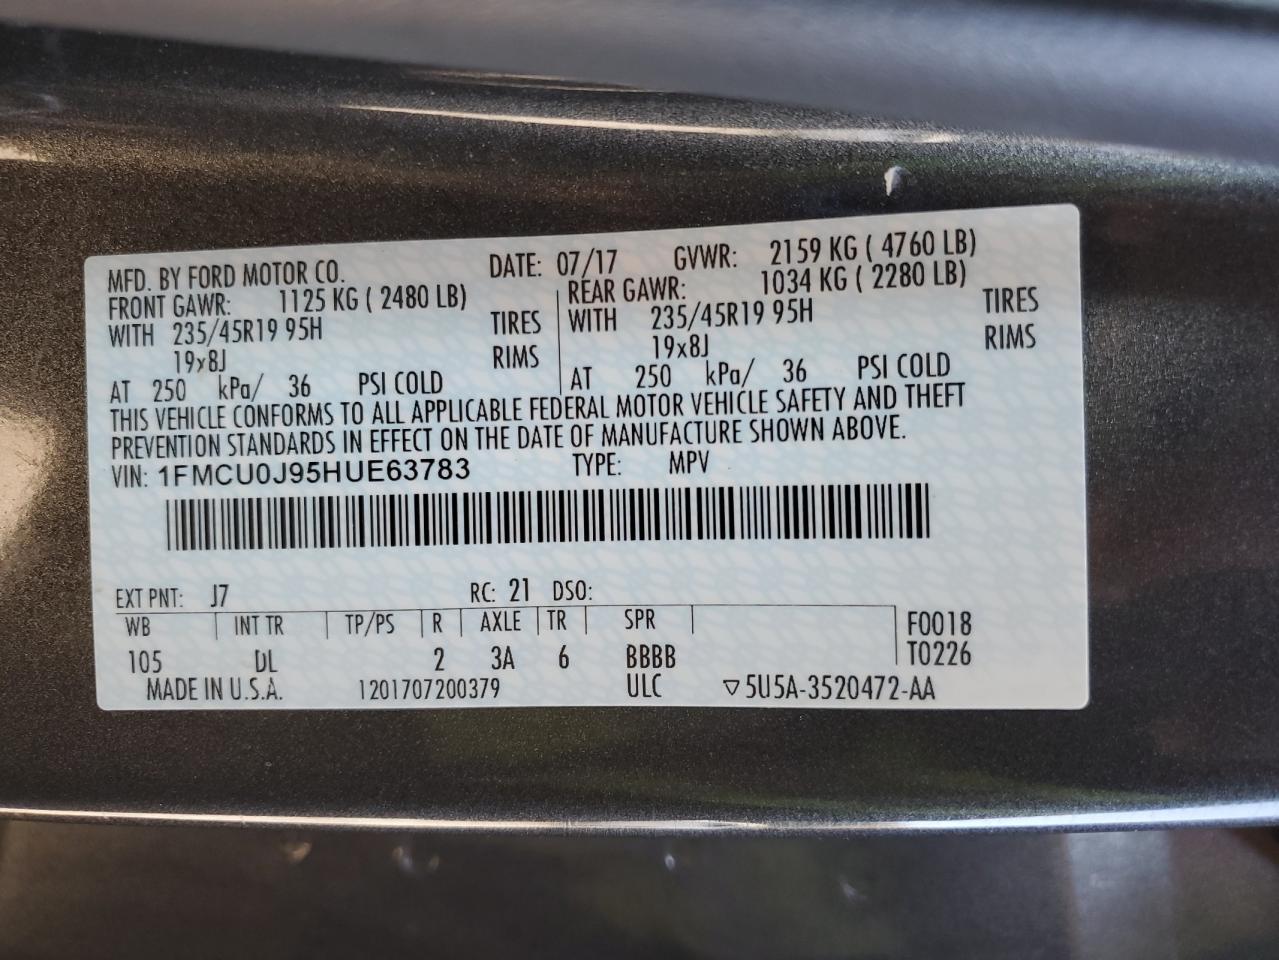 MFD. BY FORD MOTOR CO. DATE: 07/17 GVWR: 2159 KG ( 4760 LB)
FRONT GAWR: 1125 KG ( 2480 LB) REAR GAWR: 1034 KG ( 2280 LB)
WITH 235/45R19 95H TIRES WITH 235/45R19 95H TIRES
19x8J RIMS 19x8J RIMS
AT 250 kPa/ 36 PSI COLD AT 250 kPa/ 36 PSI COLD
THIS VEHICLE CONFORMS TO ALL APPLICABLE FEDERAL MOTOR VEHICLE SAFETY AND THEFT
PREVENTION STANDARDS IN EFFECT ON THE DATE OF MANUFACTURE SHOWN ABOVE.
VIN: 1FMCU0J95HUE63783 TYPE: MPV
EXT PNT: J7 RC: 21 DSO:
WB INT TR TP/PS R AXLE TR SPR F0018
105 DL 2 3A 6 BBBB T0226
MADE IN U.S.A. 1201707200379 ULC ▽5U5A-3520472-AA